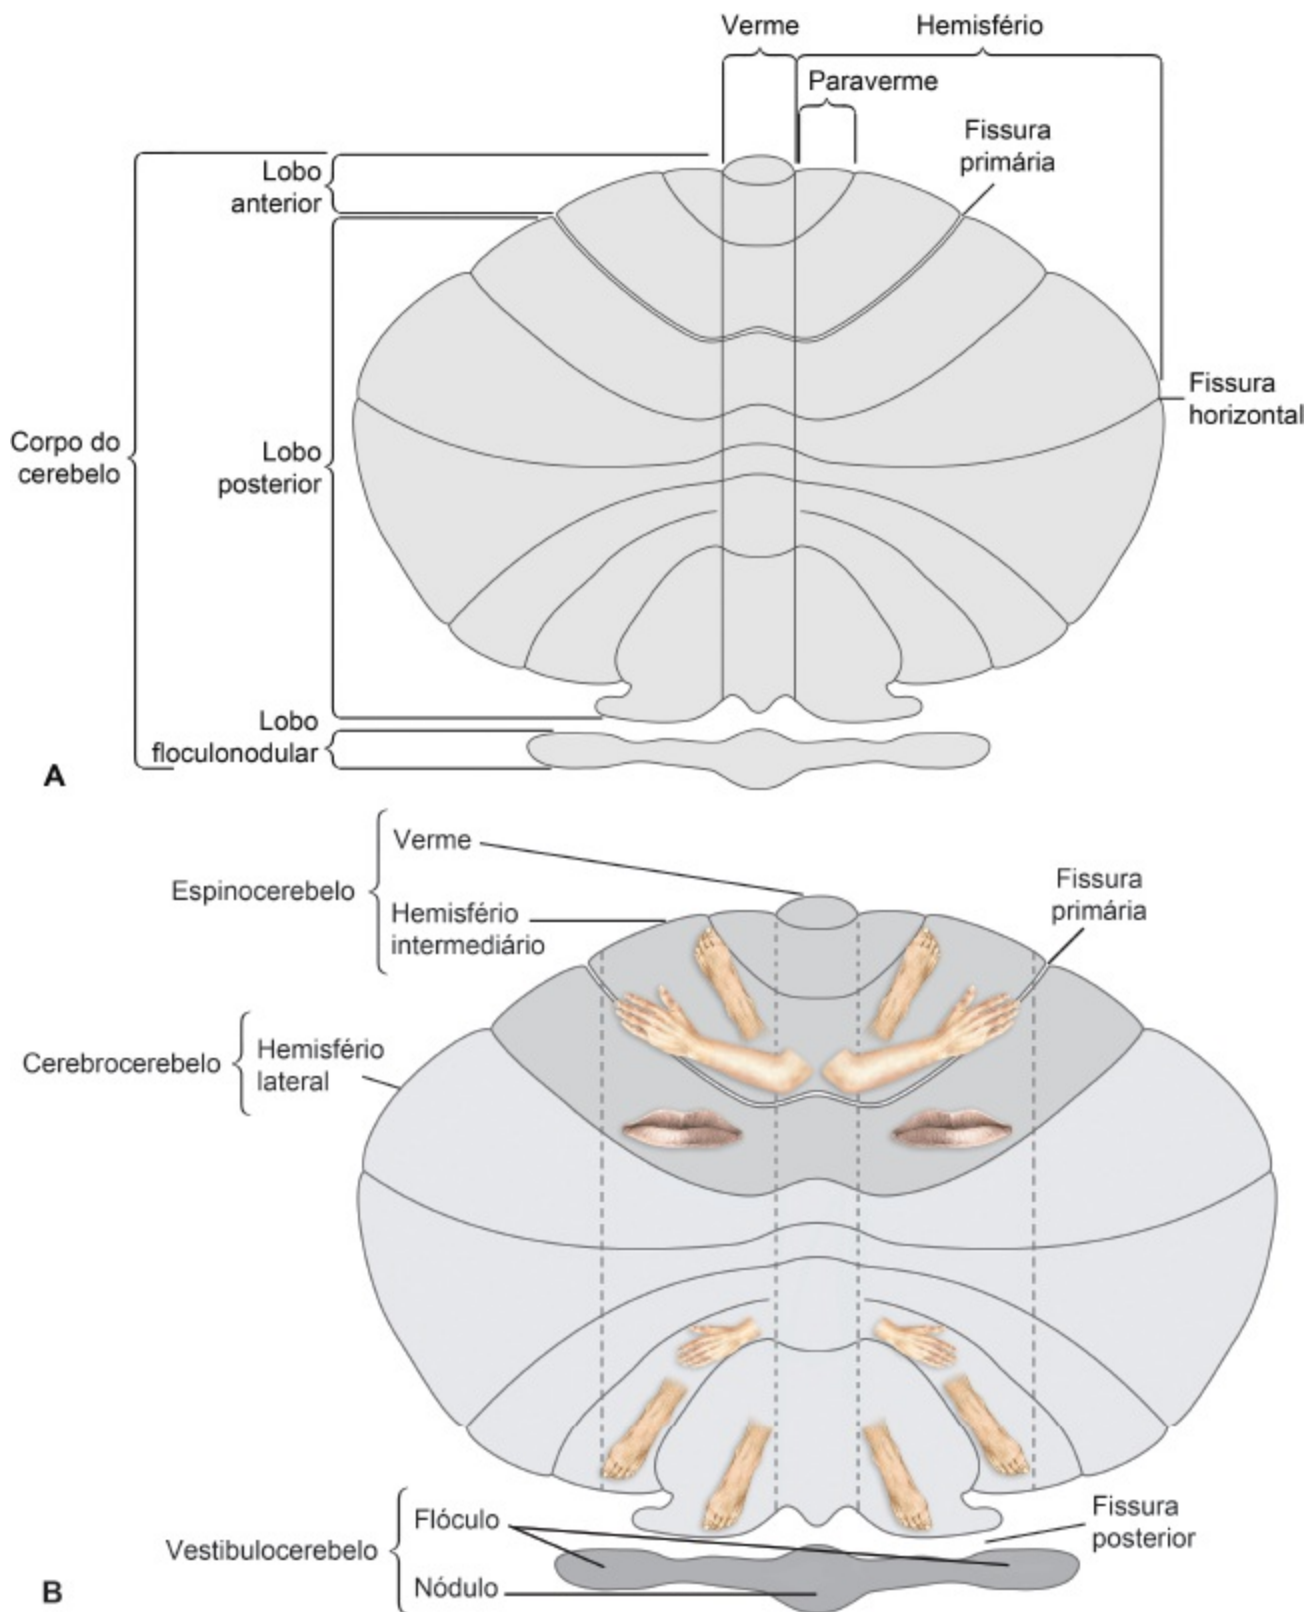 Verme
Hemisfério
Paraverme
Fissura
primária
Lobo
anterior
Fissura
horizontal
Corpo do
cerebelo
Lobo
posterior
Lobo
floculonodular
A
Verme
Espinocerebelo
Hemisfério
intermediário
Fissura
primária
Cerebrocerebelo
Hemisfério
lateral
Fissura
posterior
Vestibulocerebelo
Flóculo
Nódulo
B